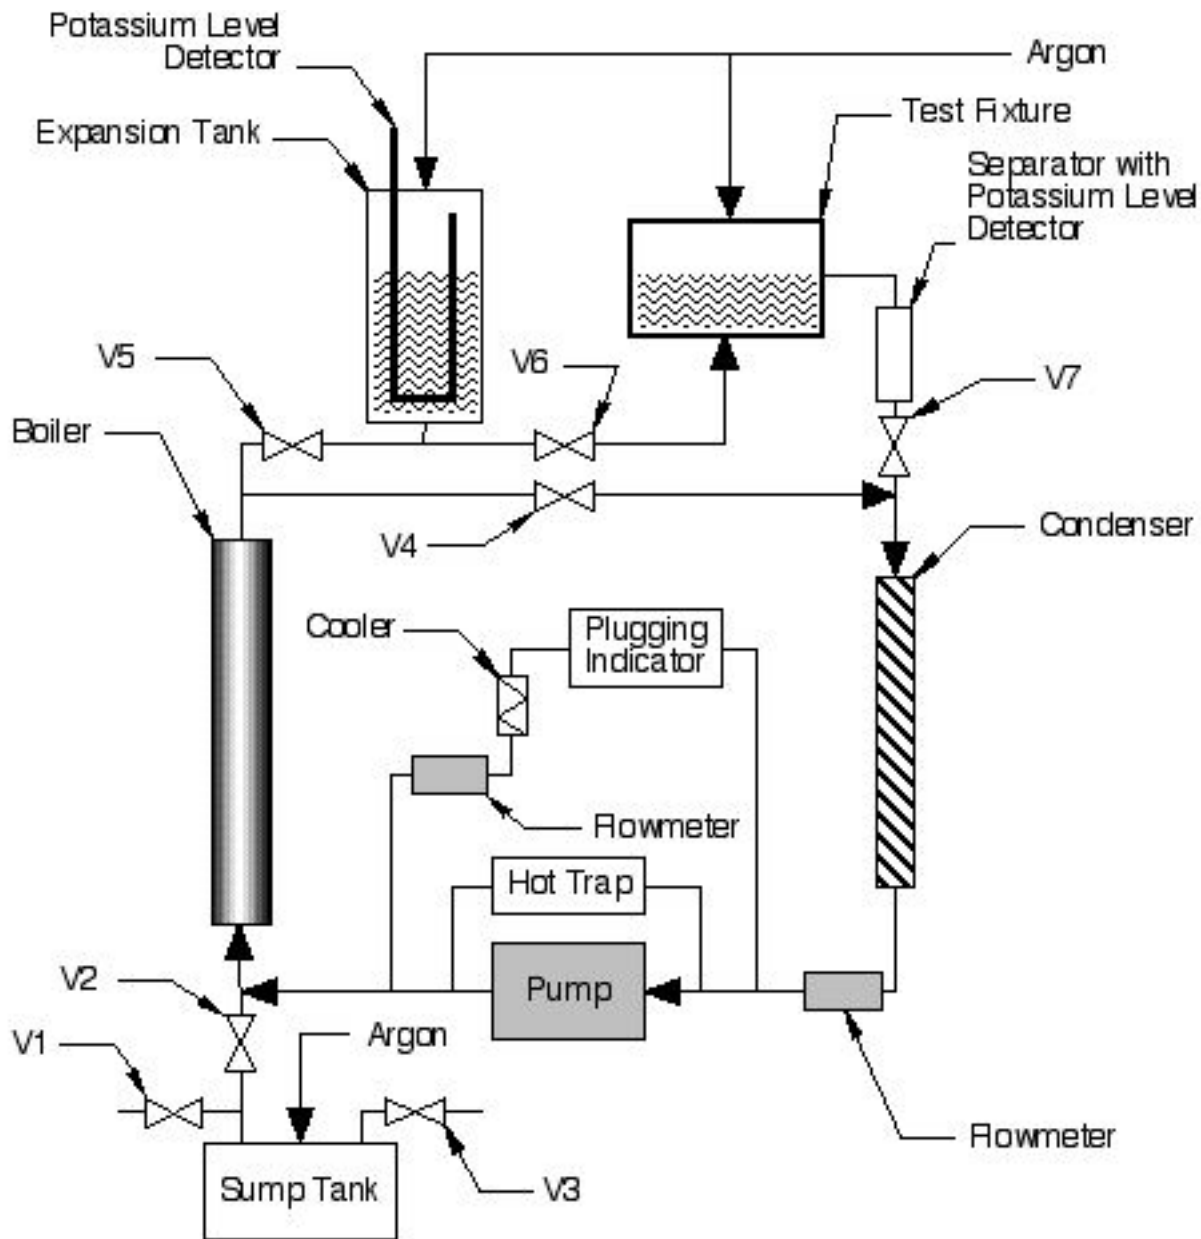 Potassium Level
Detector
Argon
Expansion Tank
Test Fixture
Separator with
Potassium Level
Detector
V5
V6
V7
Boiler
V4
Condenser
Cooler
Plugging
Indicator
Flowmeter
Hot Trap
Pump
V2
V1
Argon
Flowmeter
Sump Tank
V3